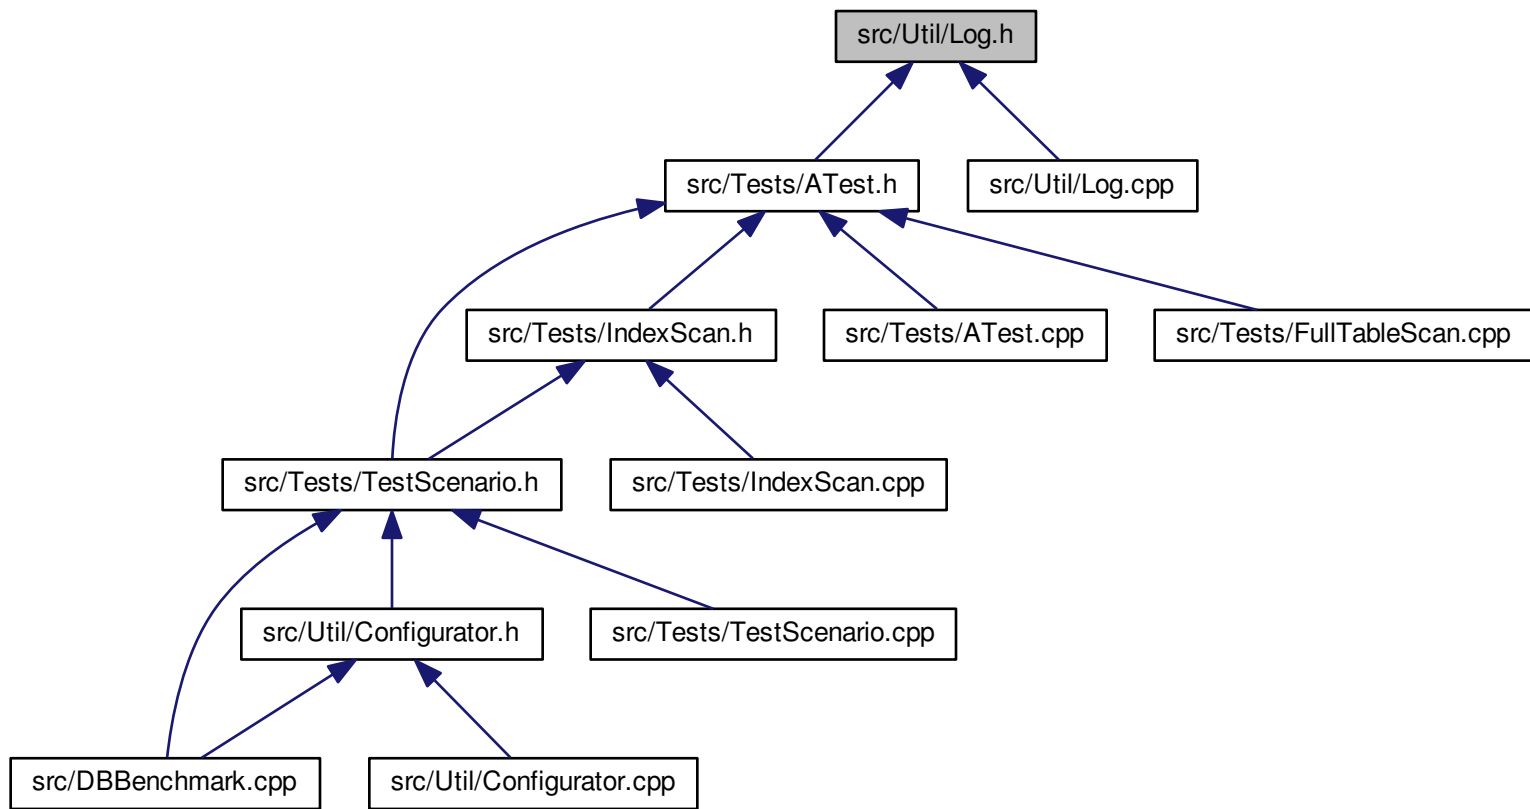 src/Util/Log.h
src/Tests/ATest.h
src/Util/Log.cpp
src/Tests/IndexScan.h
src/Tests/ATest.cpp
src/Tests/FullTableScan.cpp
src/Tests/TestScenario.h
src/Tests/IndexScan.cpp
src/Util/Configurator.h
src/Tests/TestScenario.cpp
src/DBBenchmark.cpp
src/Util/Configurator.cpp